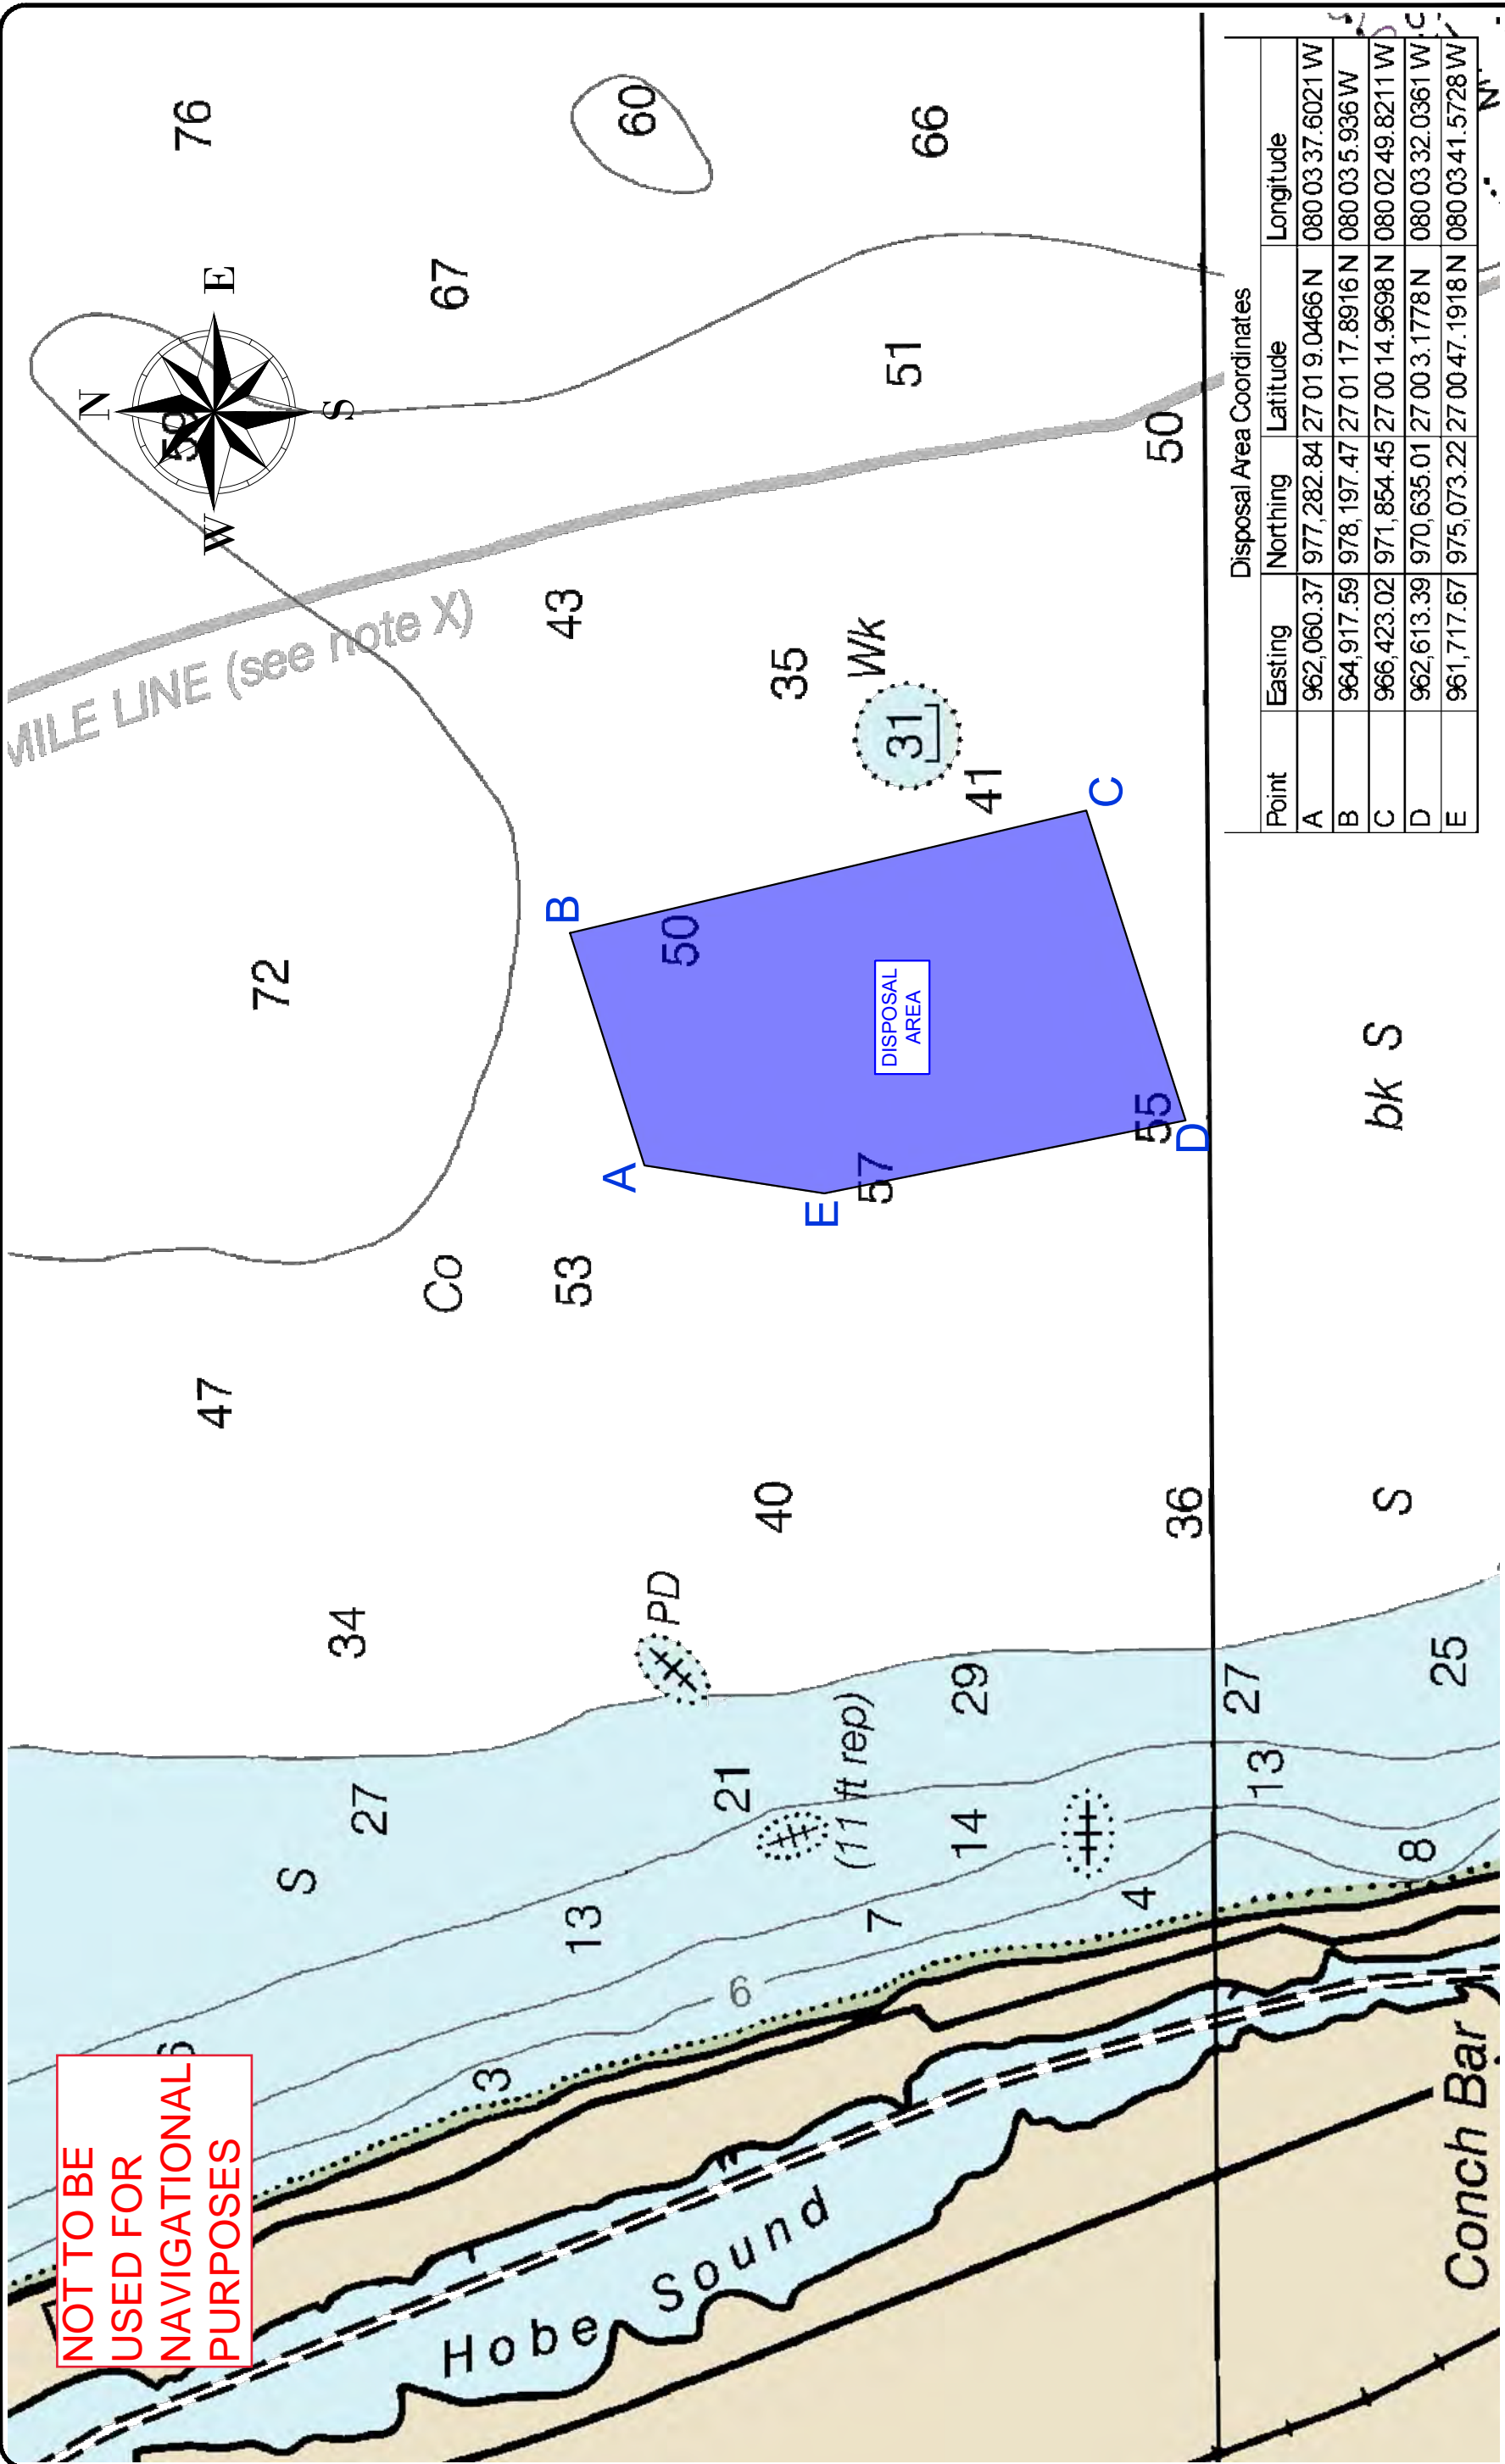 NOT TO BE
USED FOR
NAVIGATIONAL
PURPOSES
N
W
E
S
59
76
47
72
S
34
27
MILE LINE (see note X)
67
Co
3
53
43
13
B
A
60
PD
50
21
6
40
35
(11 ft rep)
E
Wk
57
7
DISPOSAL
AREA
31
51
66
14
29
41
C
4
55
D
50
36
27
13
Disposal Area Coordinates
Point Easting Northing Latitude Longitude
A 962,060.37 977,282.84 27 01 9.0466 N 080 03 37.6021 W
B 964,917.59 978,197.47 27 01 17.8916 N 080 03 5.936 W
C 966,423.02 971,854.45 27 00 14.9698 N 080 02 49.8211 W
D 962,613.39 970,635.01 27 00 3.1778 N 080 03 32.0361 W
E 961,717.67 975,073.22 27 00 47.1918 N 080 03 41.5728 W
bk S
S
8
25
Hobe Sound
Conch Bar